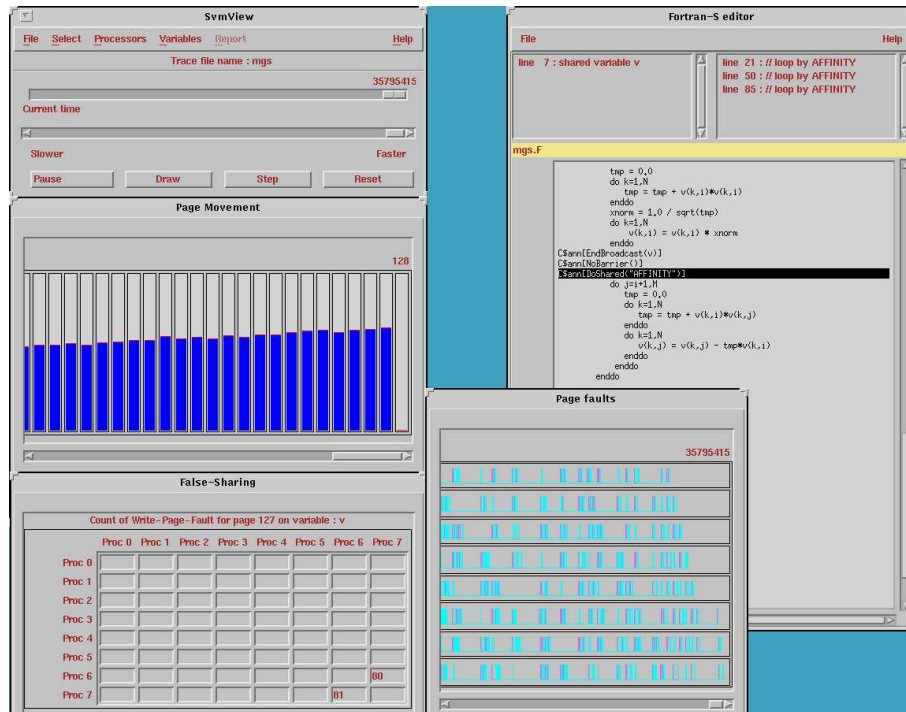 SvmView
File Select Processors Variables Report Help
Trace file name : mgs
35795415
Current time
Slower Faster
Pause Draw Step Reset
Page Movement
128
False-Sharing
Count of Write-Page-Fault for page 127 on variable : v
Proc 0 Proc 1 Proc 2 Proc 3 Proc 4 Proc 5 Proc 6 Proc 7
Proc 0
Proc 1
Proc 2
Proc 3
Proc 4
Proc 5
Proc 6 80
Proc 7 81
Fortran-S editor
File Help
line 7 : shared variable v
line 21 : // loop by AFFINITY
line 50 : // loop by AFFINITY
line 85 : // loop by AFFINITY
mgs.F
tmp = 0.0
do k=1,N
tmp = tmp + v(k,i)*v(k,i)
enddo
xnorm = 1.0 / sqrt(tmp)
do k=1,N
v(k,i) = v(k,i) * xnorm
enddo
C$ann[EndBroadcast(v)]
C$ann[NoBarrier()]
C$ann[DoShared("AFFINITY")]
do j=i+1,M
tmp = 0.0
do k=1,N
tmp = tmp + v(k,i)*v(k,j)
enddo
do k=1,N
v(k,j) = v(k,j) - tmp*v(k,i)
enddo
enddo
enddo
Page faults
35795415